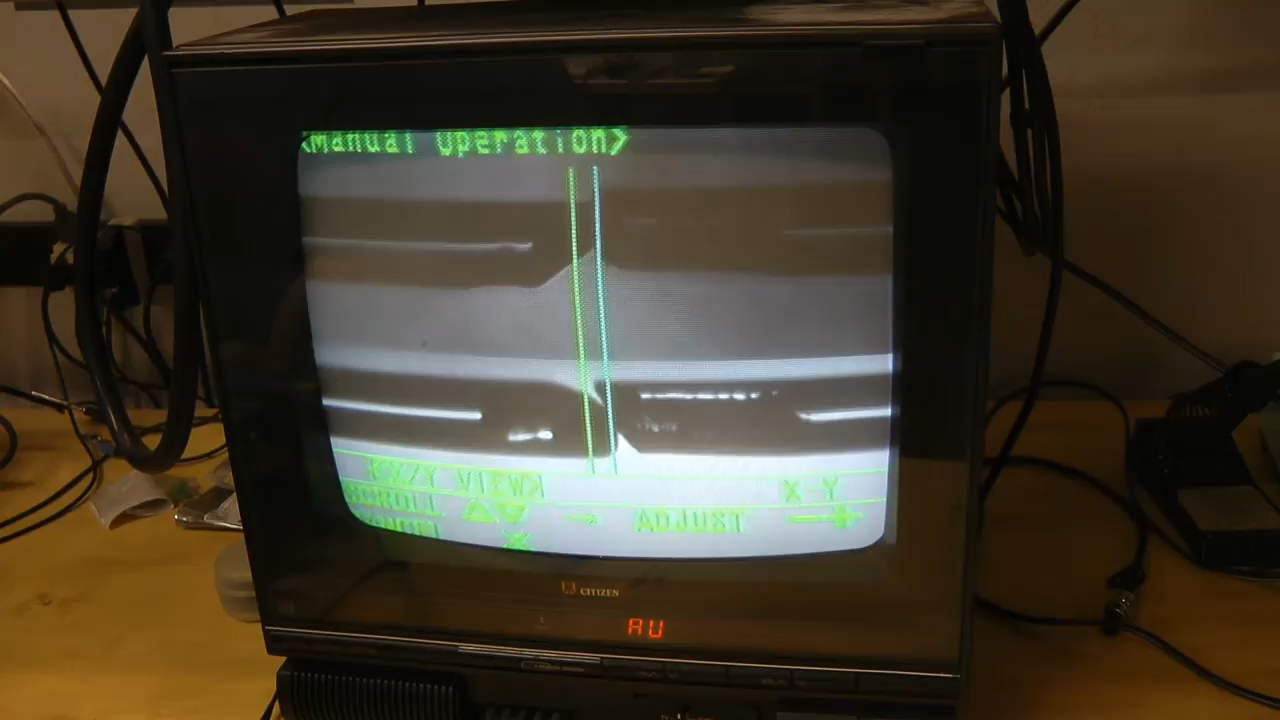 <Manual Operation>
<X/Y VIEW> X Y
SCROLL ▲▼ → ADJUST —+
CITIZEN
AU